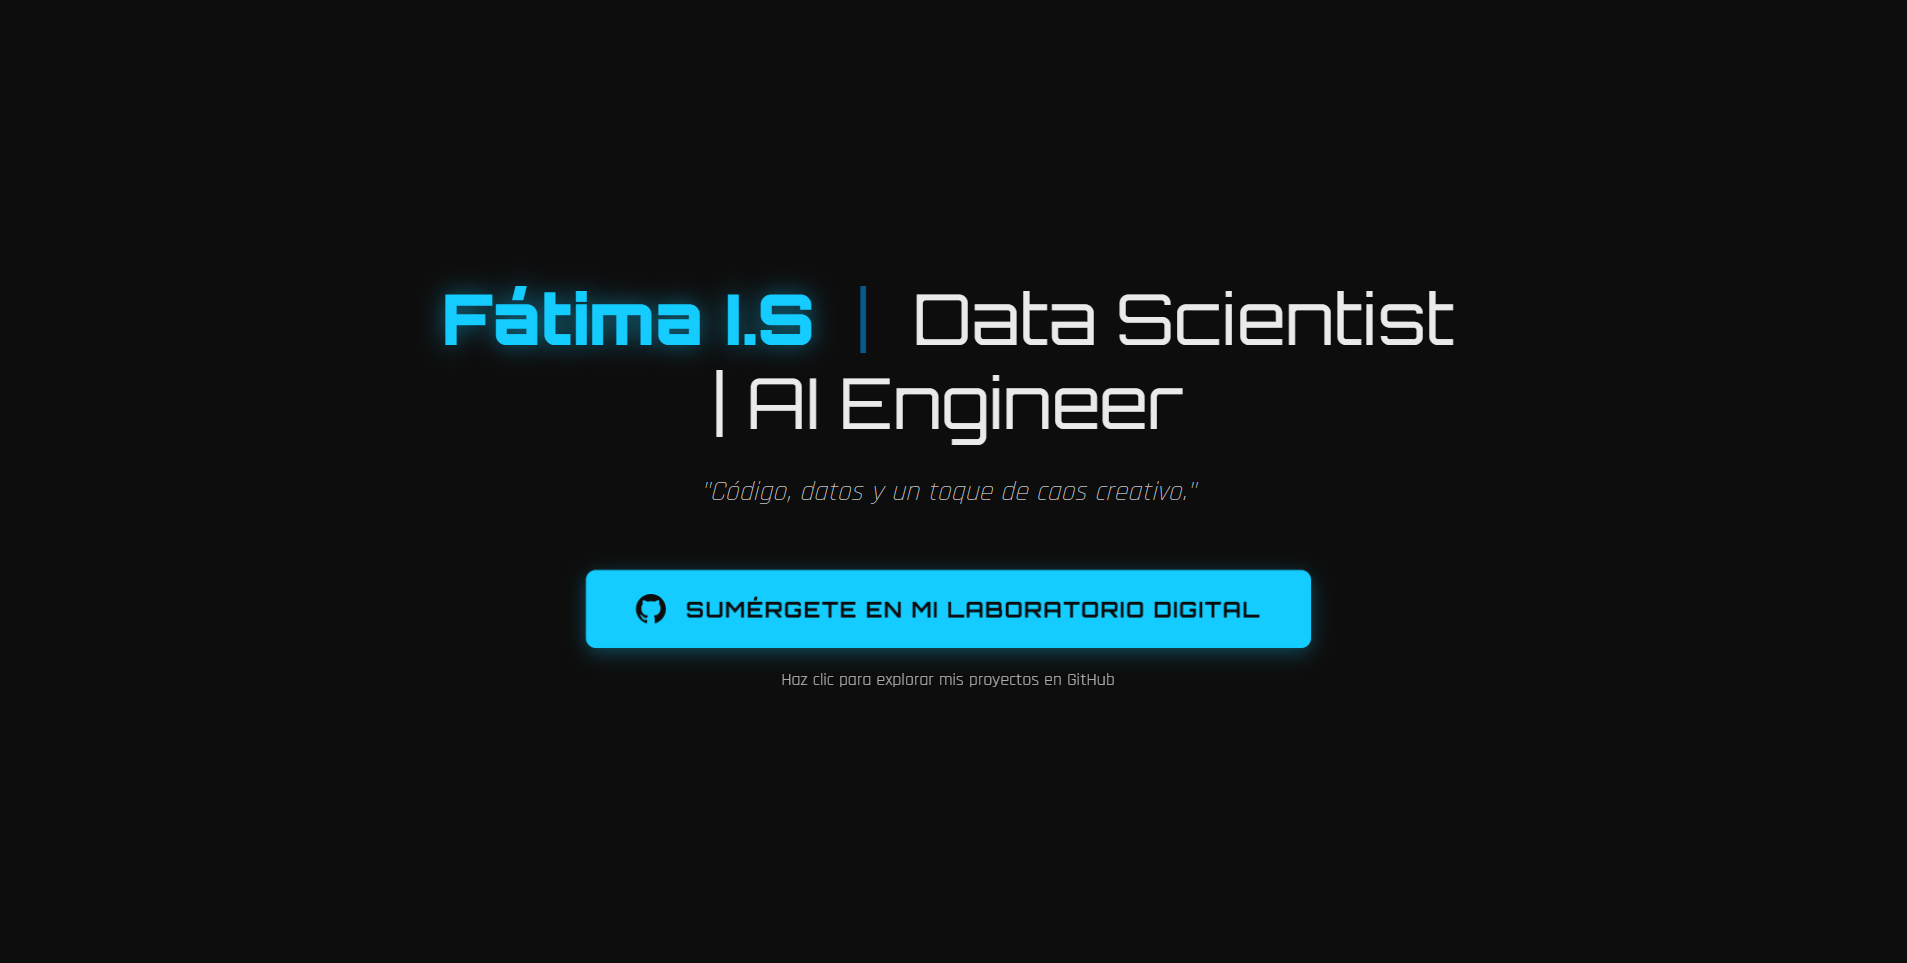 Fátima I.S | Data Scientist
| AI Engineer
"Código, datos y un toque de caos creativo."
SUMÉRGETE EN MI LABORATORIO DIGITAL
Haz clic para explorar mis proyectos en GitHub